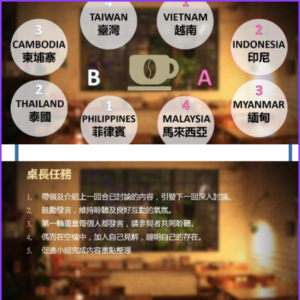 4
TAIWAN
臺灣
1
VIETNAM
越南
3
CAMBODIA
柬埔寨
2
INDONESIA
印尼
B
A
2
THAILAND
泰國
3
MYANMAR
緬甸
1
PHILIPPINES
菲律賓
4
MALAYSIA
馬來西亞
桌長任務
1. 帶領及介紹上一回合已討論的內容，引發下一回深入討論。
2. 鼓勵發言，維持聆聽及良好互動的氣氛。
3. 第一輪重量每個人都發言，請參與者共同聆聽。
4. 偶而在空檔中，加入自己見解，證明自己的存在。
5. 促進小組完成內容重點整理